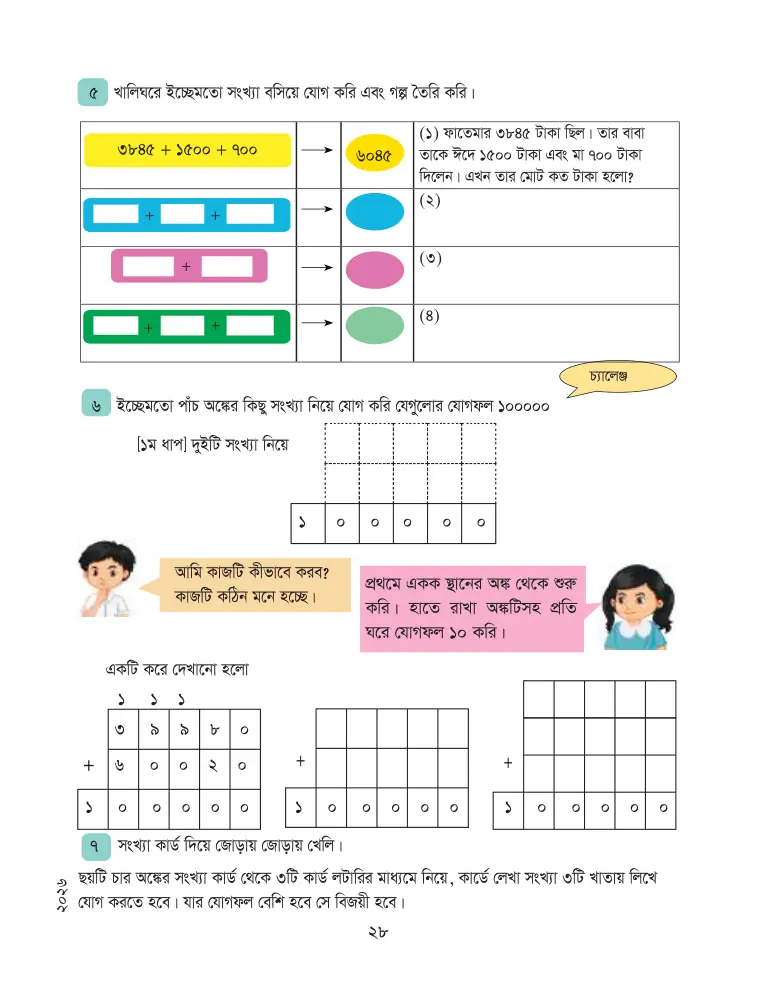 ৫ খালিঘরে ইচ্ছেমতো সংখ্যা বসিয়ে যোগ করি এবং গল্প তৈরি করি।
৩৮৪৫ + ১৫০০ + ৭০০
৬০৪৫
(১) ফাতেমার ৩৮৪৫ টাকা ছিল। তার বাবা
তাকে ঈদে ১৫০০ টাকা এবং মা ৭০০ টাকা
দিলেন। এখন তার মোট কত টাকা হলো?
+ +
(২)
+
(৩)
+ +
(৪)
চ্যালেঞ্জ
৬ ইচ্ছেমতো পাঁচ অঙ্কের কিছু সংখ্যা নিয়ে যোগ করি যেগুলোর যোগফল ১০০০০০
[১ম ধাপ] দুইটি সংখ্যা নিয়ে
১ ০ ০ ০ ০ ০
আমি কাজটি কীভাবে করব?
কাজটি কঠিন মনে হচ্ছে।
প্রথমে একক স্থানের অঙ্ক থেকে শুরু
করি। হাতে রাখা অঙ্কটিসহ প্রতি
ঘরে যোগফল ১০ করি।
একটি করে দেখানো হলো
১ ১ ১
৩ ৯ ৯ ৮ ০
+ ৬ ০ ০ ২ ০
১ ০ ০ ০ ০ ০
+
১ ০ ০ ০ ০ ০
+
১ ০ ০ ০ ০ ০
৭ সংখ্যা কার্ড দিয়ে জোড়ায় জোড়ায় খেলি।
ছয়টি চার অঙ্কের সংখ্যা কার্ড থেকে ৩টি কার্ড লটারির মাধ্যমে নিয়ে, কার্ডে লেখা সংখ্যা ৩টি খাতায় লিখে
যোগ করতে হবে। যার যোগফল বেশি হবে সে বিজয়ী হবে।
২০২৬
২৮